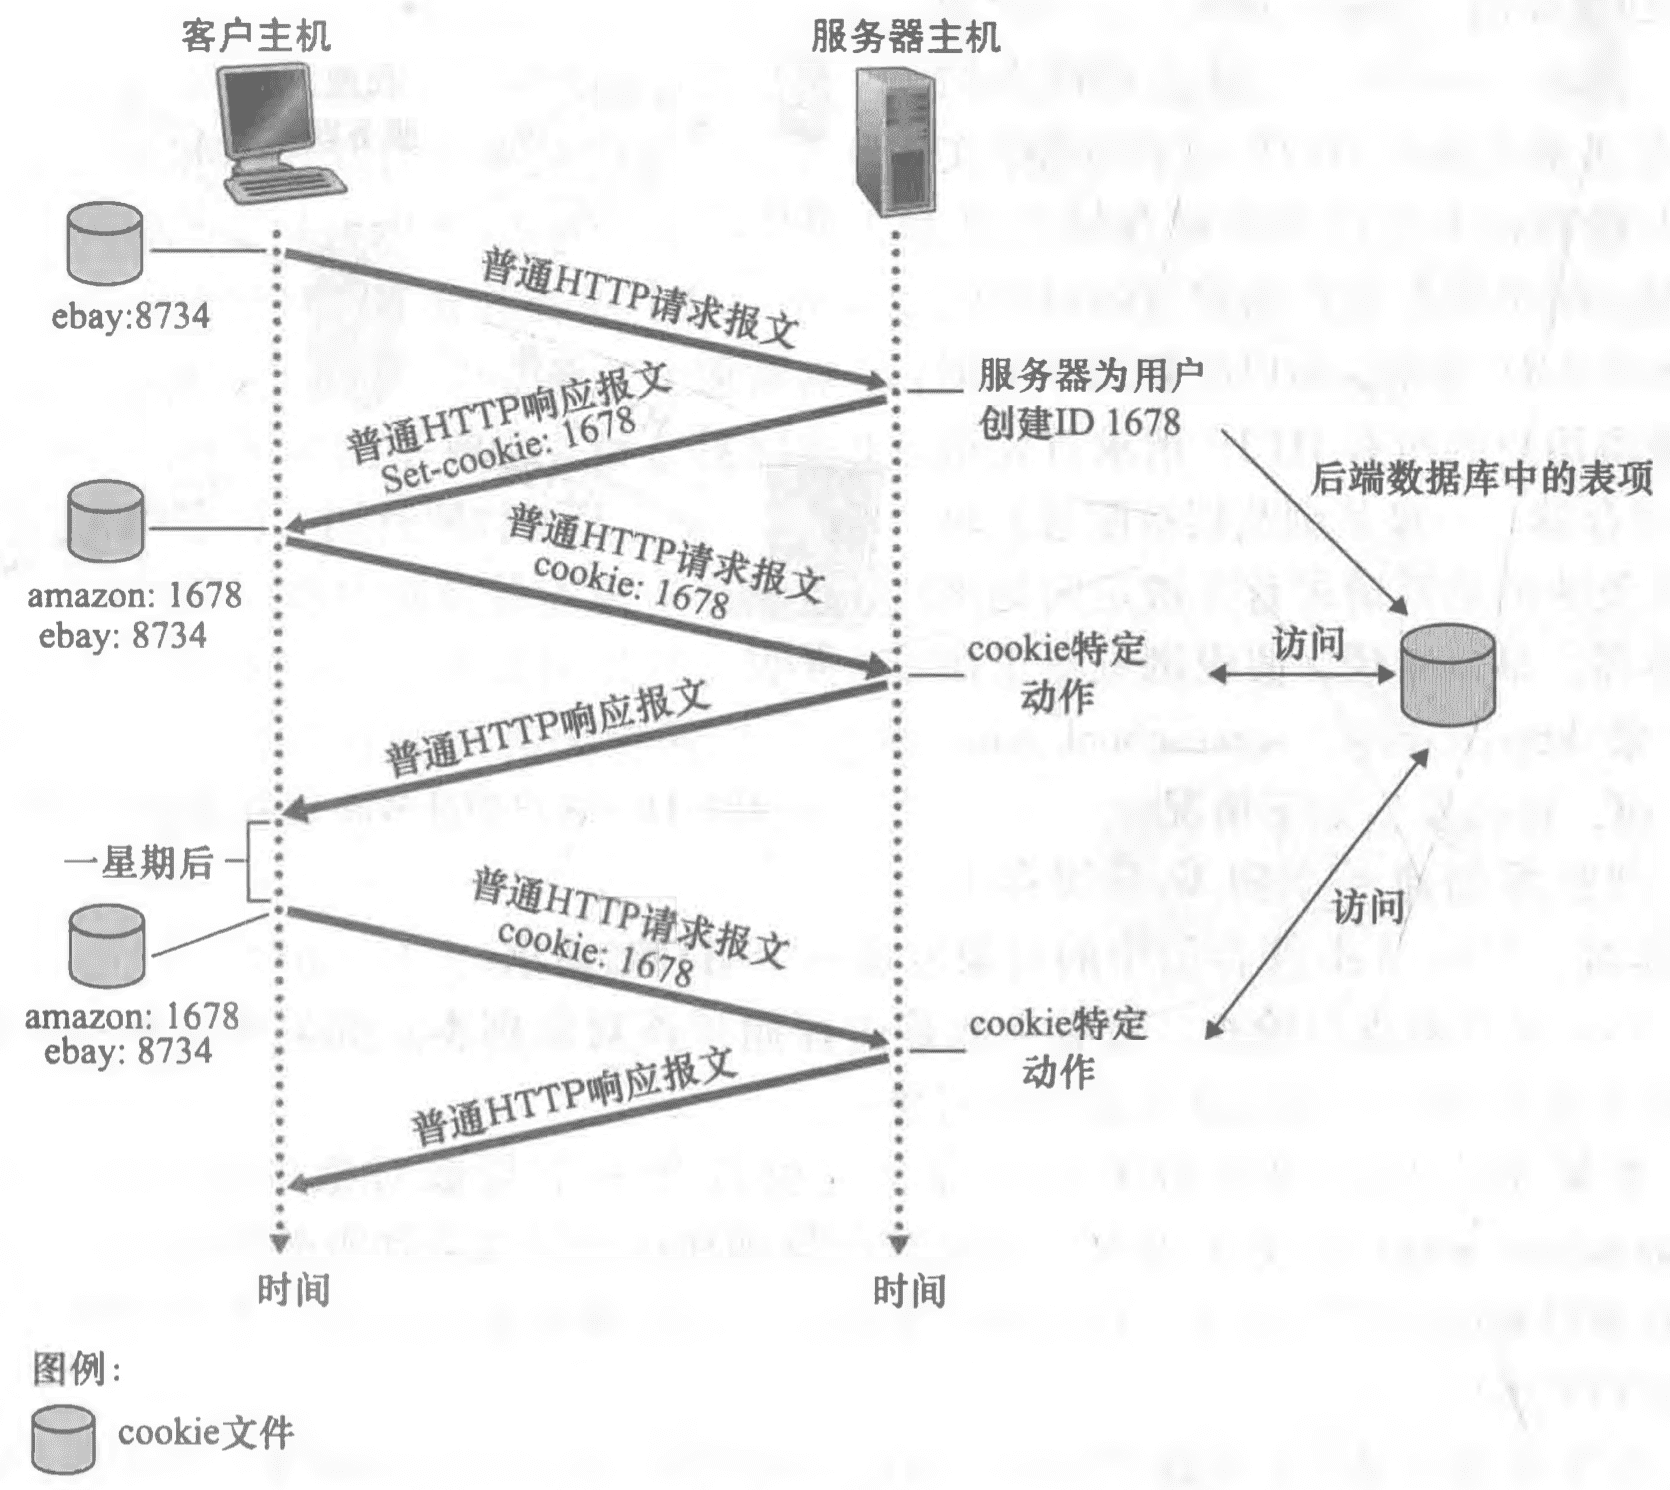 客户主机
服务器主机
ebay:8734
普通HTTP请求报文
服务器为用户
创建ID 1678
普通HTTP响应报文
Set-cookie: 1678
后端数据库中的表项
amazon: 1678
ebay: 8734
普通HTTP请求报文
cookie: 1678
cookie特定
动作
访问
普通HTTP响应报文
一星期后
访问
普通HTTP请求报文
cookie: 1678
amazon: 1678
ebay: 8734
cookie特定
动作
普通HTTP响应报文
时间
时间
图例:
cookie文件